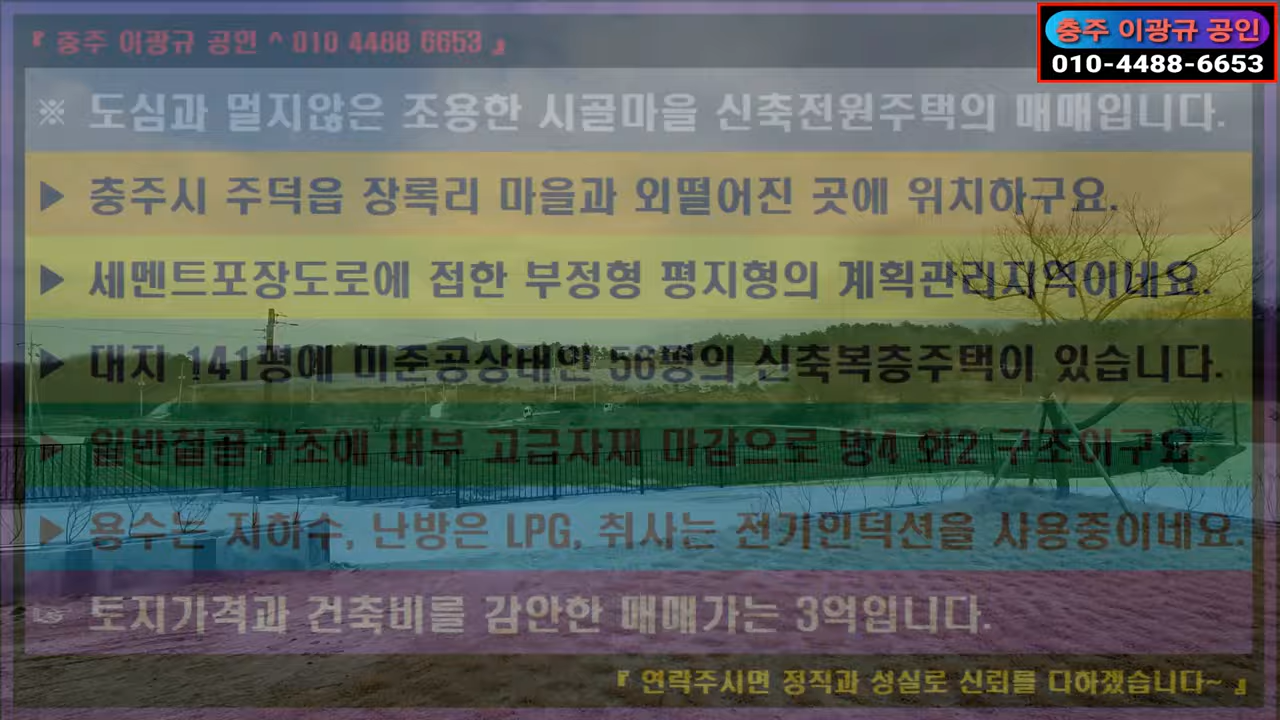 『 충주 이광규 공인 ^ 010 4488 6653 』
충주 이광규 공인
010-4488-6653
※ 도심과 멀지않은 조용한 시골마을 신축전원주택의 매매입니다.
▶ 충주시 주덕읍 장록리 마을과 외떨어진 곳에 위치하구요.
▶ 세멘트포장도로에 접한 부정형 평지형의 계획관리지역이네요.
▶ 대지 141평에 미준공상태인 56평의 신축복층주택이 있습니다.
▶ 일반철골구조에 내부 고급자재 마감으로 방4 화2 구조이구요.
▶ 용수는 지하수, 난방은 LPG, 취사는 전기인덕션을 사용중이네요.
☞ 토지가격과 건축비를 감안한 매매가는 3억입니다.
『 연락주시면 정직과 성실로 신뢰를 다하겠습니다~ 』